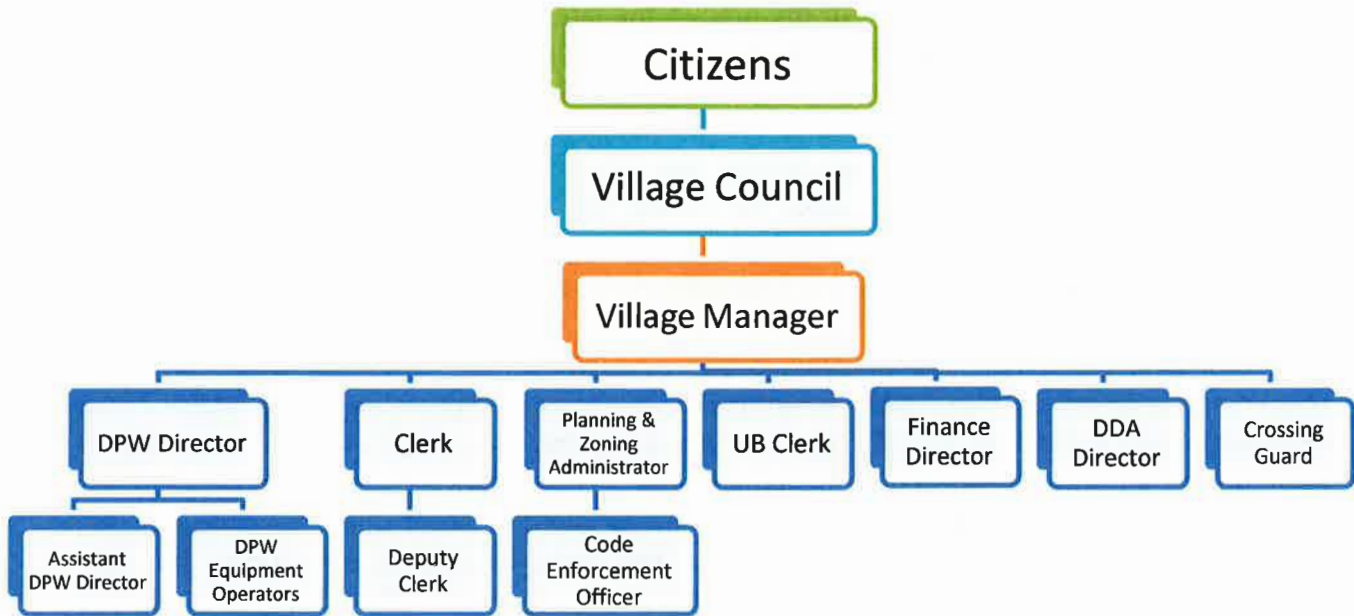 Citizens
Village Council
Village Manager
DPW Director
Clerk
Planning &
Zoning
Administrator
UB Clerk
Finance
Director
DDA
Director
Crossing
Guard
Assistant
DPW Director
DPW
Equipment
Operators
Deputy
Clerk
Code
Enforcement
Officer